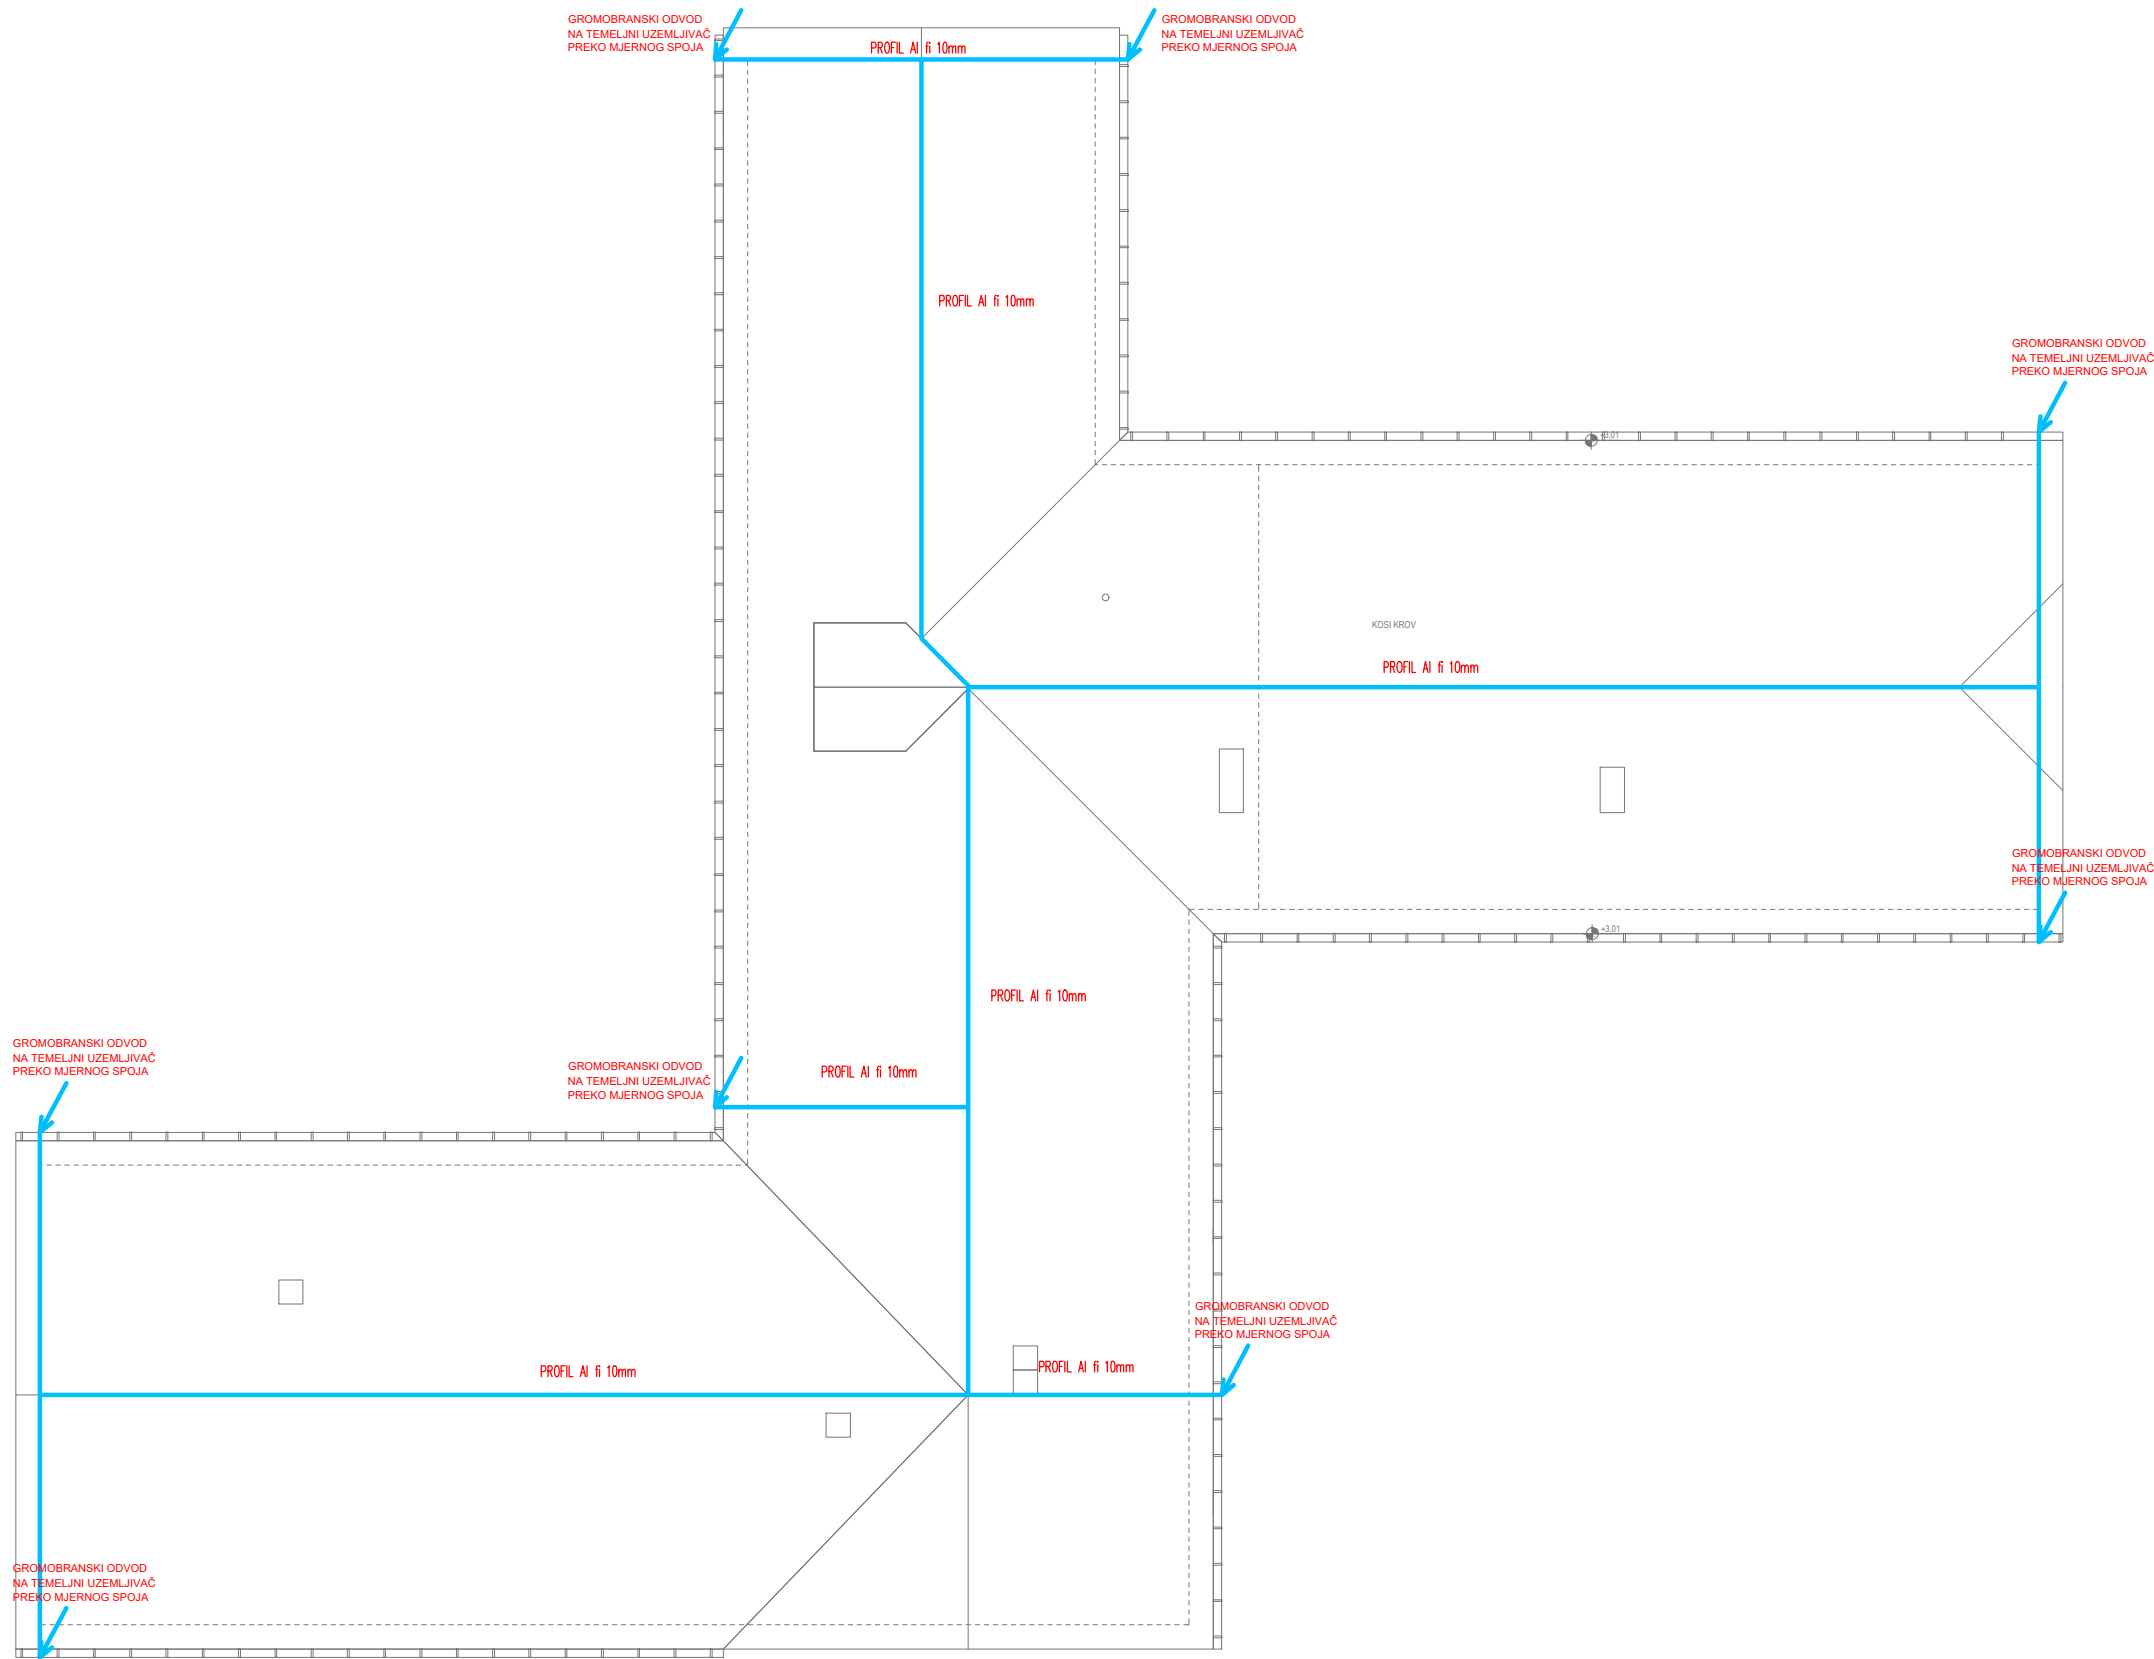 GROMOBRANSKI ODVOD
NA TEMELJNI UZEMLJIVAČ
PREKO MJERNOG SPOJA
PROFIL Al fi 10mm
GROMOBRANSKI ODVOD
NA TEMELJNI UZEMLJIVAČ
PREKO MJERNOG SPOJA
PROFIL Al fi 10mm
GROMOBRANSKI ODVOD
NA TEMELJNI UZEMLJIVAČ
PREKO MJERNOG SPOJA
+3,01
KOSI KROV
PROFIL Al fi 10mm
GROMOBRANSKI ODVOD
NA TEMELJNI UZEMLJIVAČ
PREKO MJERNOG SPOJA
+3,01
PROFIL Al fi 10mm
GROMOBRANSKI ODVOD
NA TEMELJNI UZEMLJIVAČ
PREKO MJERNOG SPOJA
GROMOBRANSKI ODVOD
NA TEMELJNI UZEMLJIVAČ
PREKO MJERNOG SPOJA
PROFIL Al fi 10mm
GROMOBRANSKI ODVOD
NA TEMELJNI UZEMLJIVAČ
PREKO MJERNOG SPOJA
PROFIL Al fi 10mm
PROFIL Al fi 10mm
GROMOBRANSKI ODVOD
NA TEMELJNI UZEMLJIVAČ
PREKO MJERNOG SPOJA